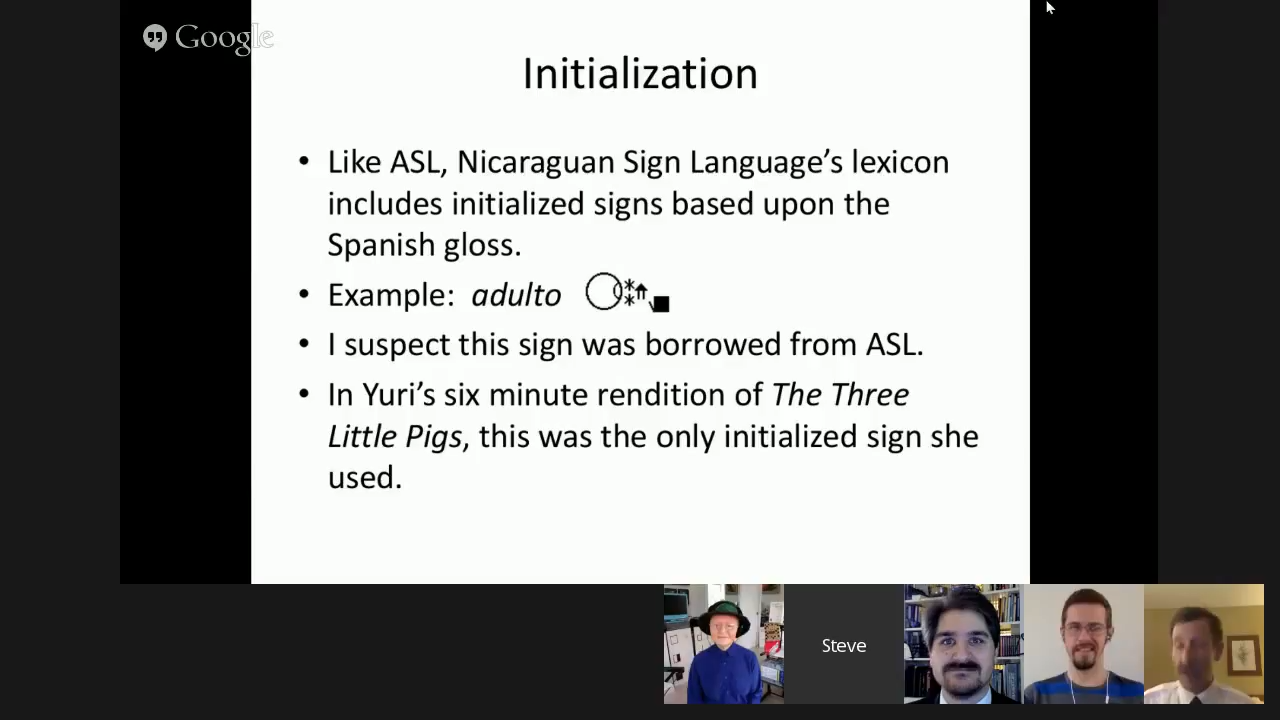 Google
Initialization
• Like ASL, Nicaraguan Sign Language’s lexicon
includes initialized signs based upon the
Spanish gloss.
• Example: adulto
• I suspect this sign was borrowed from ASL.
• In Yuri’s six minute rendition of The Three
Little Pigs, this was the only initialized sign she
used.
Steve